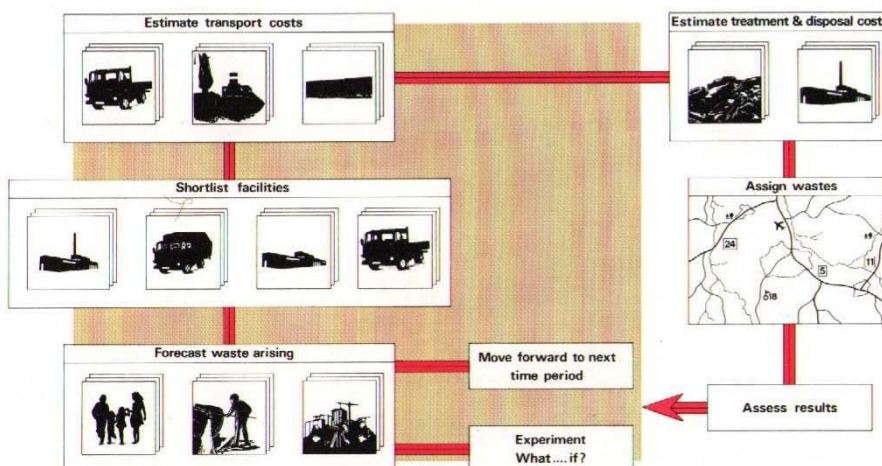 Estimate transport costs
Estimate treatment & disposal cost
Shortlist facilities
Assign wastes
24
5
11
18
Forecast waste arising
Move forward to next
time period
Assess results
Experiment
What....if?